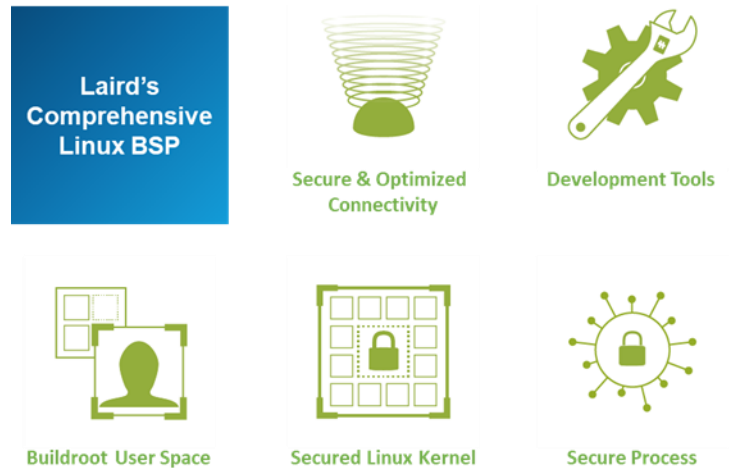 Laird's
Comprehensive
Linux BSP
Secure & Optimized
Connectivity
Development Tools
Buildroot User Space
Secured Linux Kernel
Secure Process